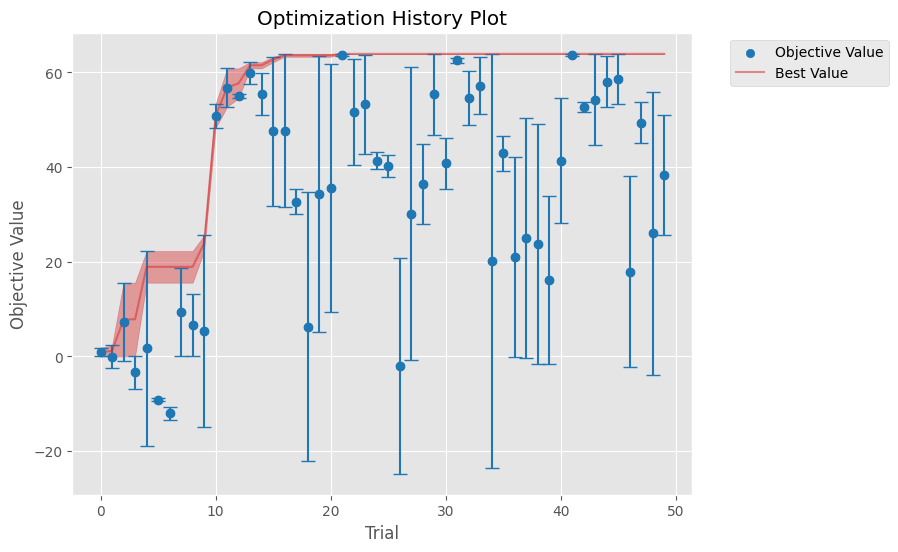 Optimization History Plot
Objective Value
Best Value
Objective Value
60
40
20
0
−20
0 10 20 30 40 50
Trial